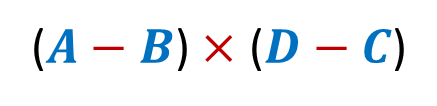 (A − B) × (D − C)